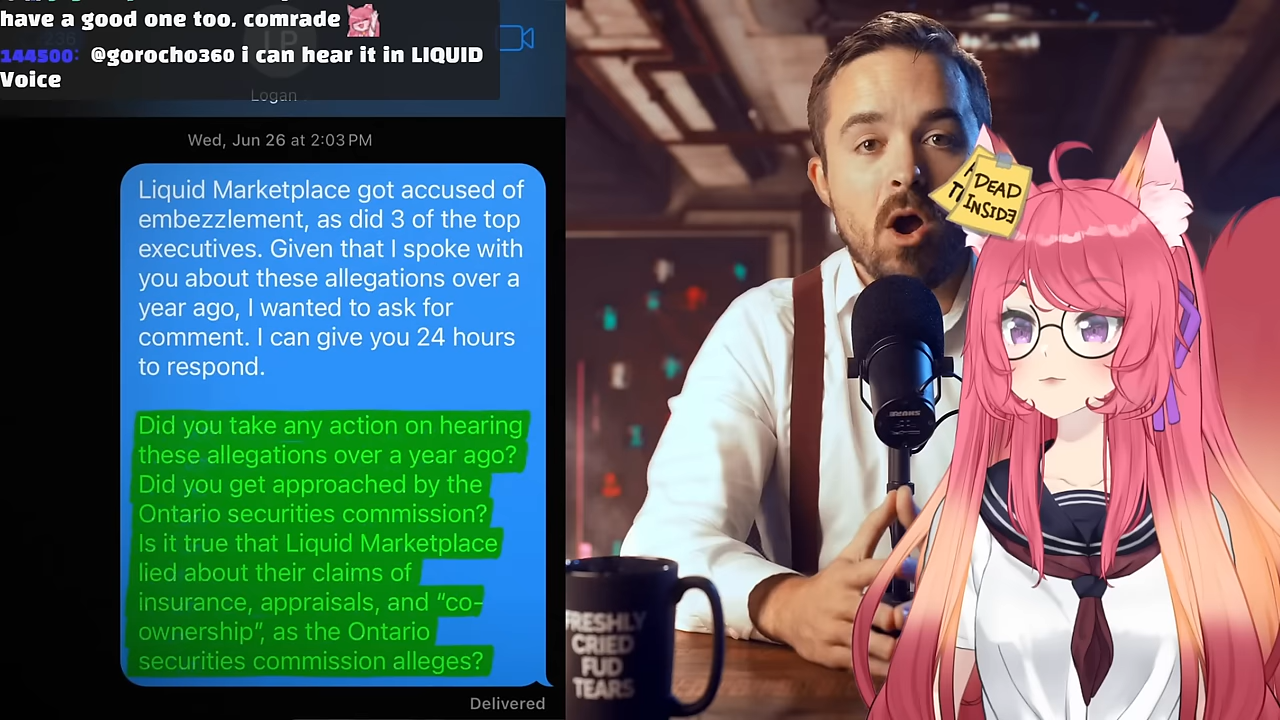 have a good one too. comrade
144500: @gorocho360 i can hear it in LIQUID
Voice
LP
Logan
Wed, Jun 26 at 2:03 PM
Liquid Marketplace got accused of
embezzlement, as did 3 of the top
executives. Given that I spoke with
you about these allegations over a
year ago, I wanted to ask for
comment. I can give you 24 hours
to respond.
Did you take any action on hearing
these allegations over a year ago?
Did you get approached by the
Ontario securities commission?
Is it true that Liquid Marketplace
lied about their claims of
insurance, appraisals, and “co-
ownership”, as the Ontario
securities commission alleges?
Delivered
FRESHLY
CRIED
FUD
TEARS
DEAD
INSIDE